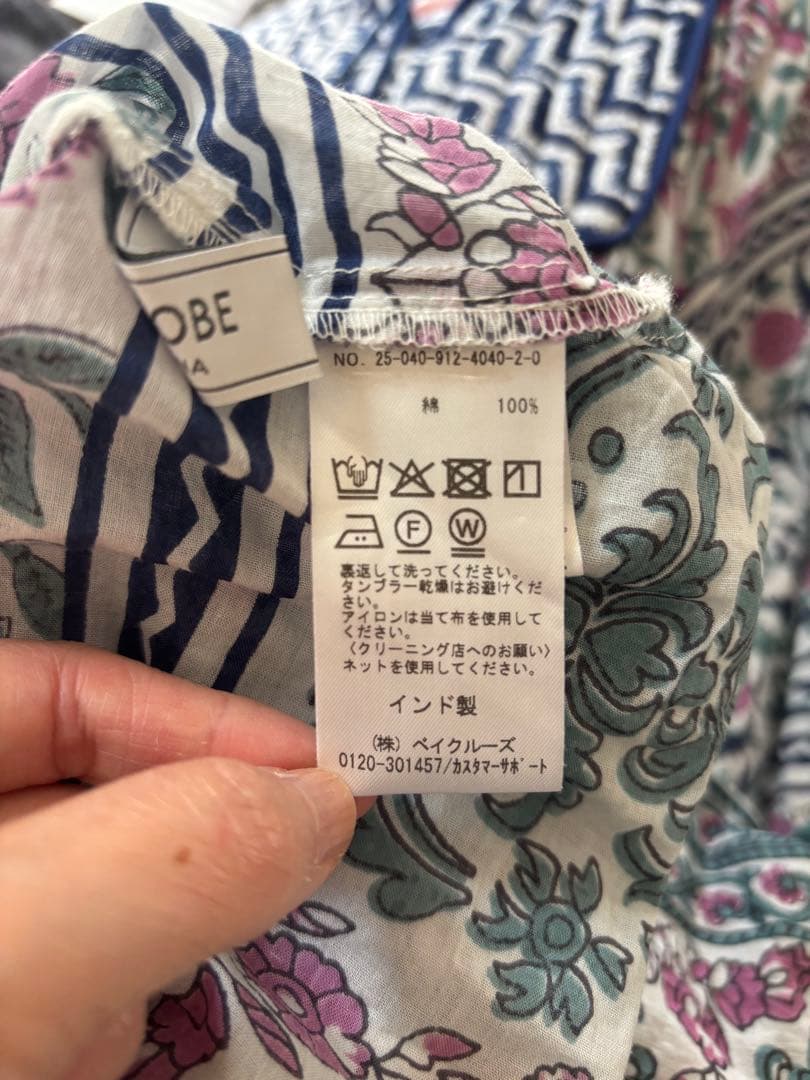 OBE
IA
NO. 25-040-912-4040-2-0
綿 100%
F W
裏返して洗ってください。
タンブラー乾燥はお避けくだ
さい。
アイロンは当て布を使用して
ください。
〈クリーニング店へのお願い〉
ネットを使用してください。
インド製
(株) ベイクルーズ
0120-301457/カスタマーサポート